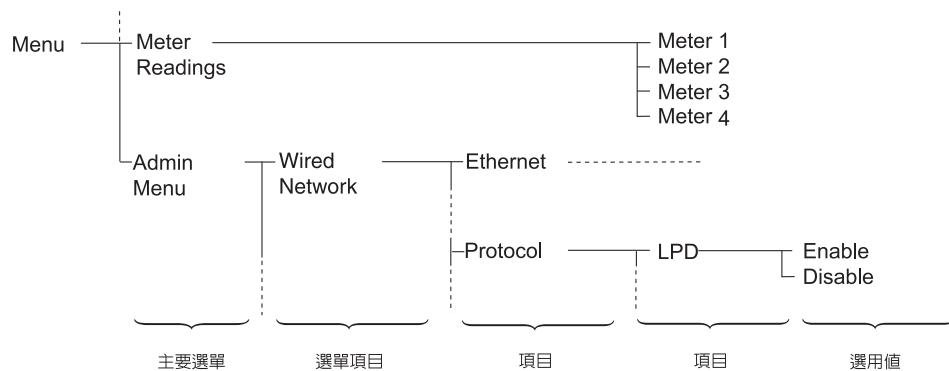 Menu
Meter
Readings
Meter 1
Meter 2
Meter 3
Meter 4
Admin
Menu
Wired
Network
Ethernet
Protocol
LPD
Enable
Disable
主要選單
選單項目
項目
項目
選用值